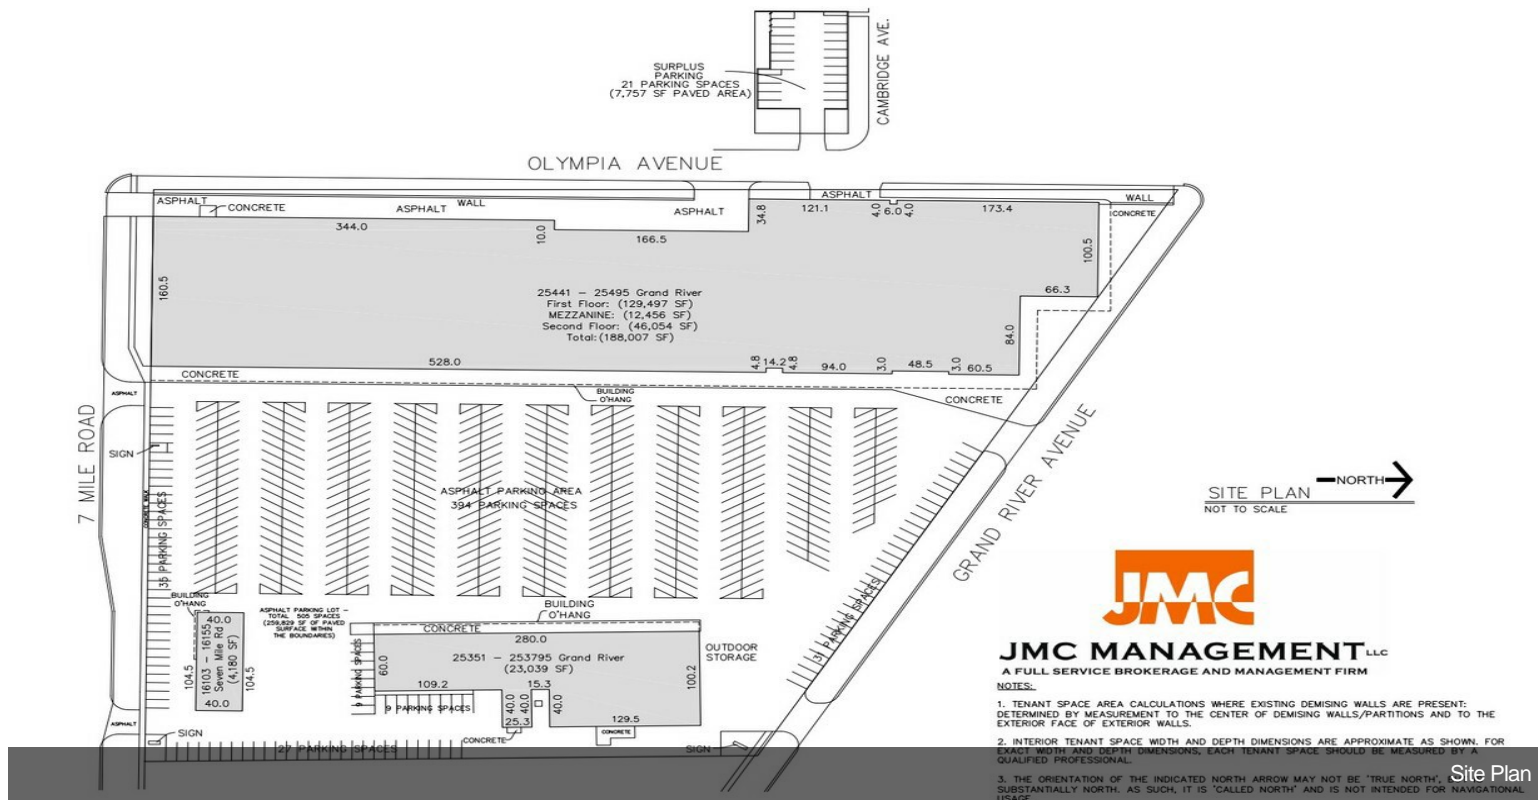 SURPLUS
PARKING
21 PARKING SPACES
(7,757 SF PAVED AREA)
CAMBRIDGE AVE.
OLYMPIA AVENUE
ASPHALT
CONCRETE
ASPHALT
WALL
ASPHALT
ASPHALT
WALL
CONCRETE
344.0
10.0
166.5
34.8
121.1
4.0
6.0
4.0
173.4
100.5
160.5
66.3
84.0
25441 – 25495 Grand River
First Floor: (129,497 SF)
MEZZANINE: (12,456 SF)
Second Floor: (46,054 SF)
Total: (188,007 SF)
528.0
4.8
14.2
4.8
94.0
3.0
48.5
3.0
60.5
CONCRETE
ASPHALT
BUILDING
O'HANG
CONCRETE
7 MILE ROAD
SIGN
CONCRETE WALK
35 PARKING SPACES
ASPHALT PARKING AREA
394 PARKING SPACES
GRAND RIVER AVENUE
31 PARKING SPACES
SITE PLAN
NOT TO SCALE
NORTH
BUILDING
O'HANG
40.0
104.5
16103 – 16155
Seven Mile Rd
(4,180 SF)
104.5
40.0
ASPHALT PARKING LOT –
TOTAL 505 SPACES
(259,829 SF OF PAVED
SURFACE WITHIN
THE BOUNDARIES)
BUILDING
O'HANG
CONCRETE
280.0
25351 – 253795 Grand River
(23,039 SF)
60.0
100.2
109.2
15.3
40.0
40.0
40.0
25.3
129.5
9 PARKING SPACES
9 PARKING SPACES
OUTDOOR
STORAGE
CONCRETE
CONCRETE
ASPHALT
SIGN
27 PARKING SPACES
SIGN
JMC
JMC MANAGEMENT LLC
A FULL SERVICE BROKERAGE AND MANAGEMENT FIRM
NOTES:
1. TENANT SPACE AREA CALCULATIONS WHERE EXISTING DEMISING WALLS ARE PRESENT:
DETERMINED BY MEASUREMENT TO THE CENTER OF DEMISING WALLS/PARTITIONS AND TO THE
EXTERIOR FACE OF EXTERIOR WALLS.
2. INTERIOR TENANT SPACE WIDTH AND DEPTH DIMENSIONS ARE APPROXIMATE AS SHOWN. FOR
EXACT WIDTH AND DEPTH DIMENSIONS, EACH TENANT SPACE SHOULD BE MEASURED BY A
QUALIFIED PROFESSIONAL.
3. THE ORIENTATION OF THE INDICATED NORTH ARROW MAY NOT BE 'TRUE NORTH',
SUBSTANTIALLY NORTH. AS SUCH, IT IS 'CALLED NORTH' AND IS NOT INTENDED FOR NAVIGATIONAL
USAGE
Site Plan